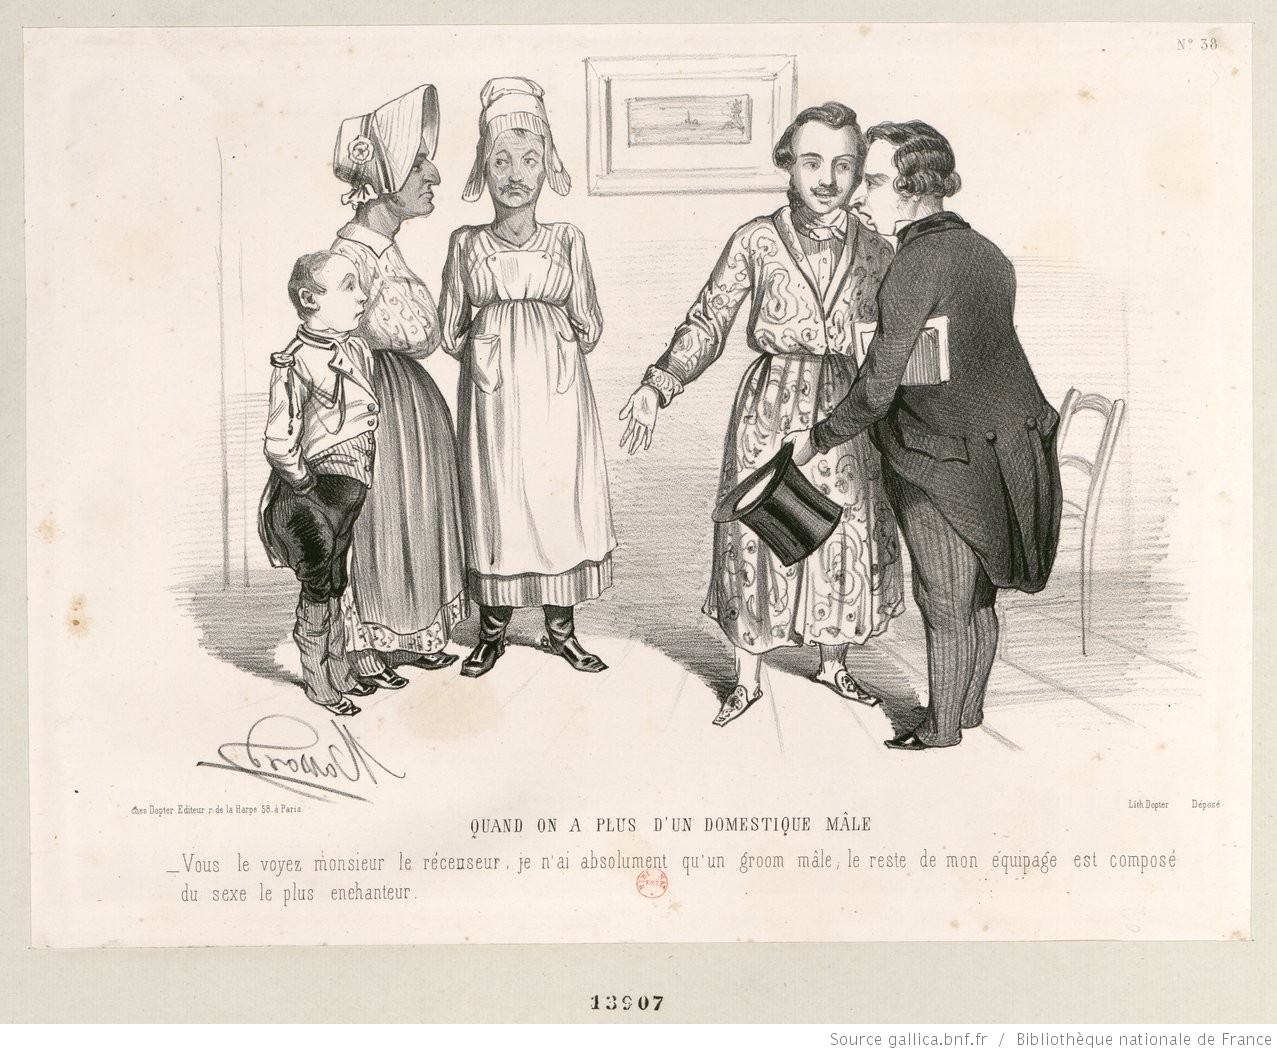 Nº 38
Chez Dopter Editeur r. de la Harpe 58. à Paris
Lith Dopter Déposé
QUAND ON A PLUS D'UN DOMESTIQUE MÂLE
_Vous le voyez monsieur le récenseur, je n'ai absolument qu'un groom mâle, le reste de mon équipage est composé
du sexe le plus enchanteur.
13907
Source gallica.bnf.fr / Bibliothèque nationale de France